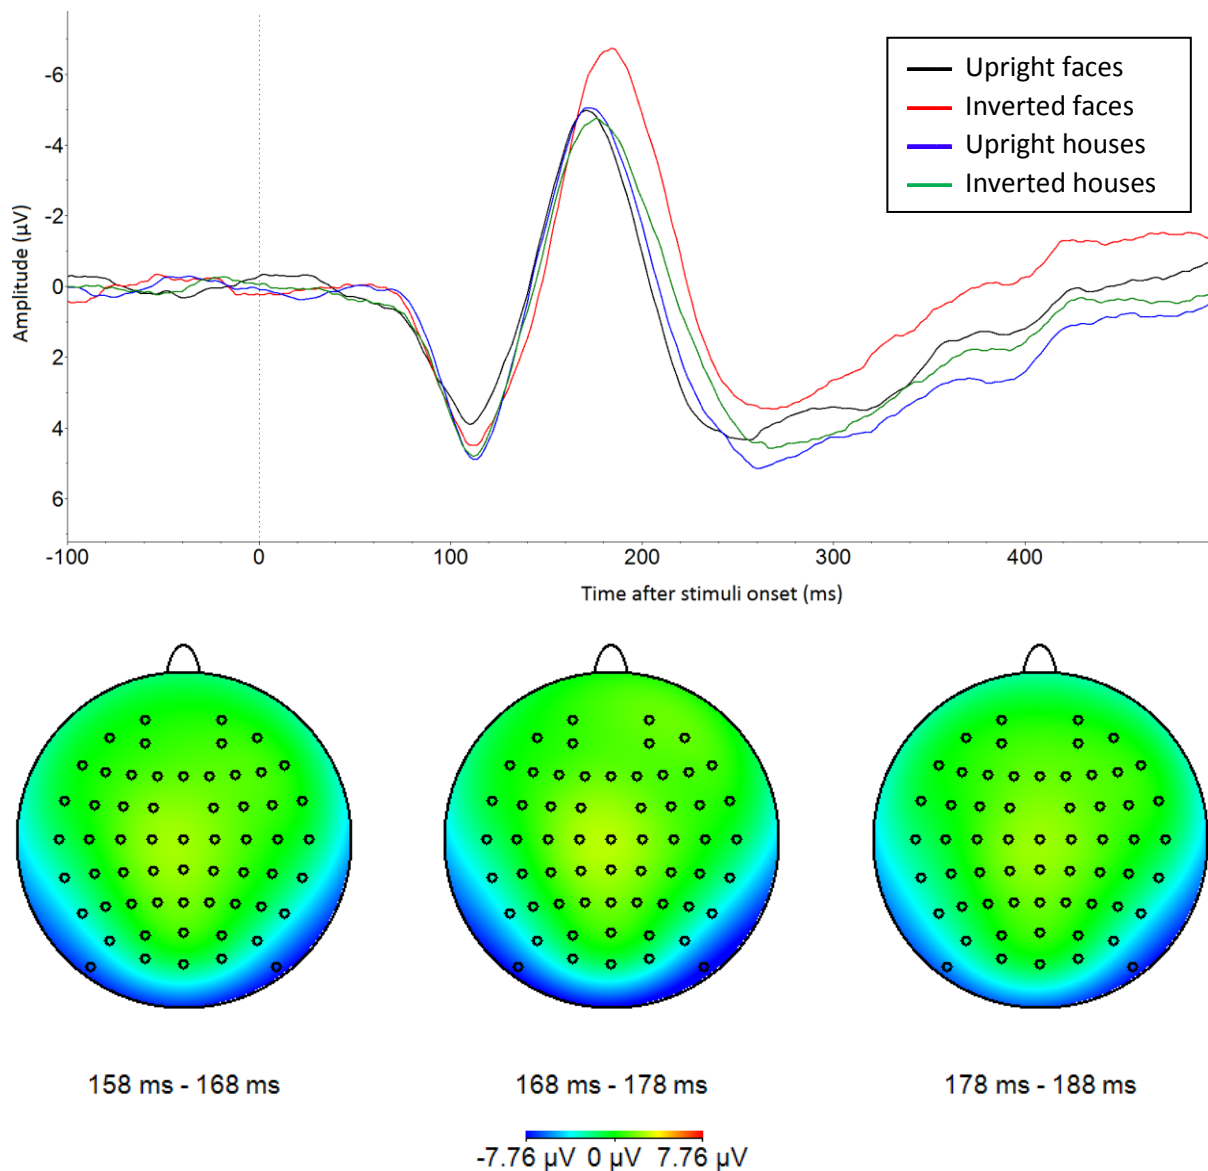 Upright faces
Inverted faces
Upright houses
Inverted houses
Amplitude (µV)
-6
-4
-2
0
2
4
6
-100
0
100
200
300
400
Time after stimuli onset (ms)
158 ms - 168 ms
168 ms - 178 ms
178 ms - 188 ms
-7.76 µV 0 µV 7.76 µV